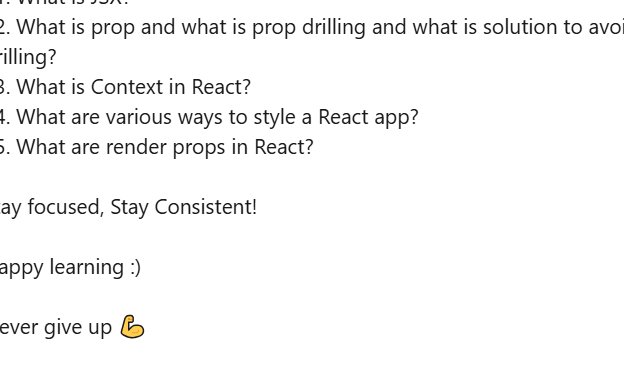 What is JSX?
2. What is prop and what is prop drilling and what is solution to avoi
rilling?
3. What is Context in React?
4. What are various ways to style a React app?
5. What are render props in React?
ay focused, Stay Consistent!
appy learning :)
ever give up 💪